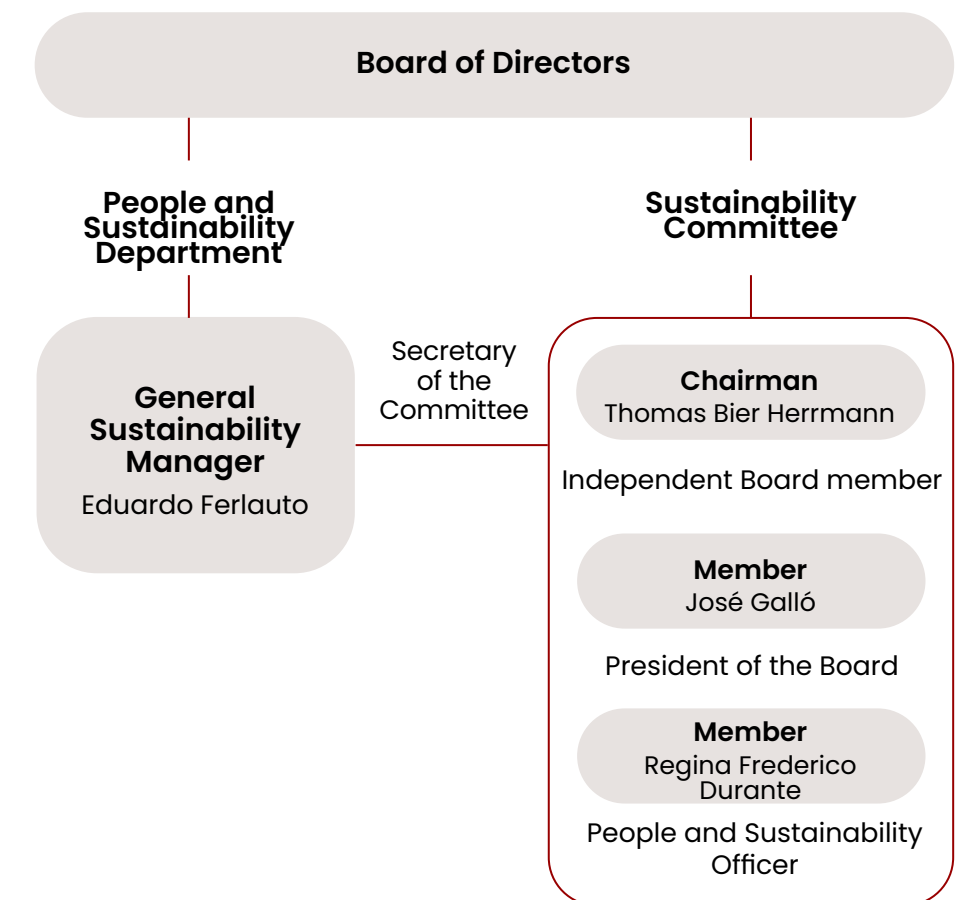 Board of Directors
People and
Sustainability
Department
Sustainability
Committee
General
Sustainability
Manager
Eduardo Ferlauto
Secretary
of the
Committee
Chairman
Thomas Bier Herrmann
Independent Board member
Member
José Galló
President of the Board
Member
Regina Frederico
Durante
People and Sustainability
Officer